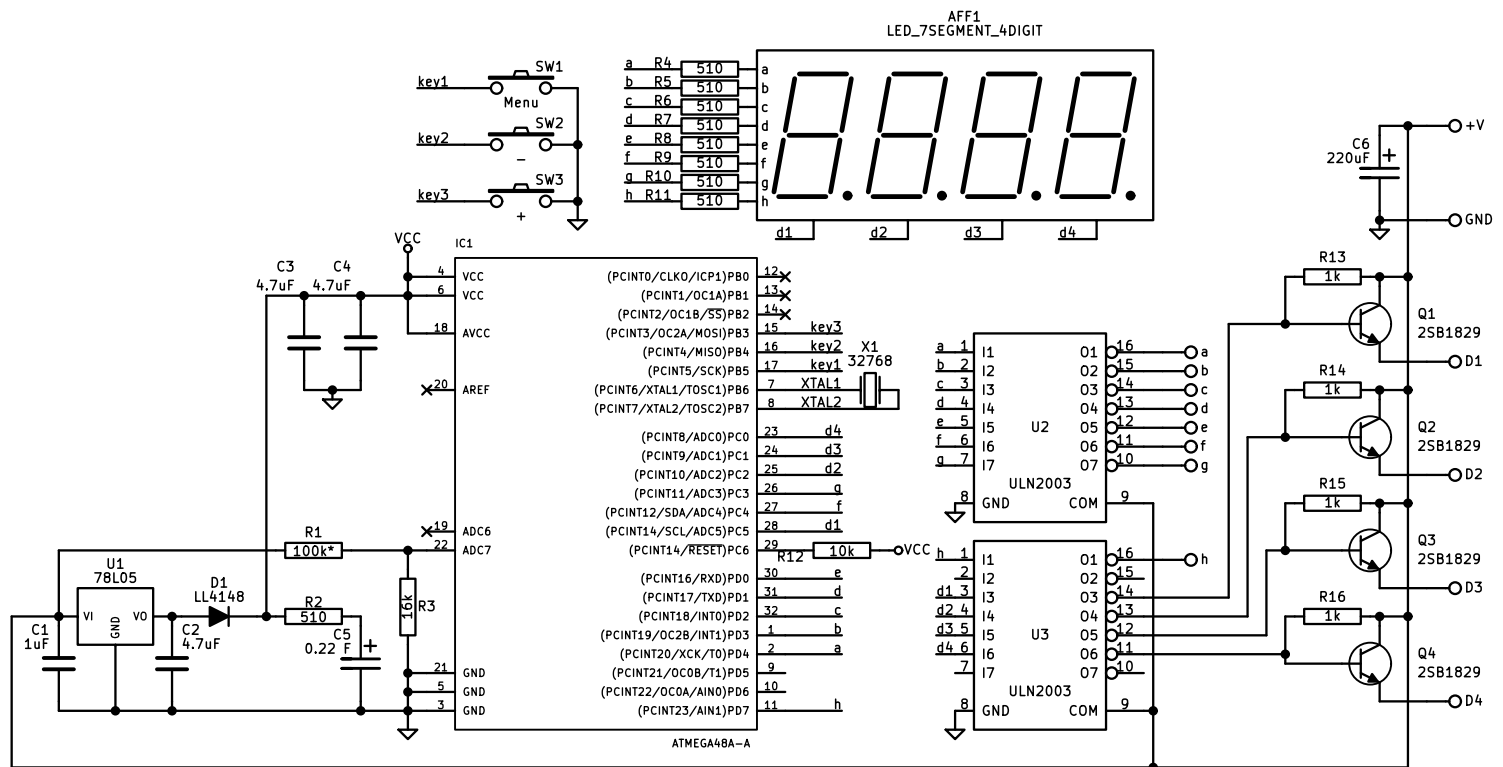 AFF1
LED_7SEGMENT_4DIGIT
key1
SW1
Menu
key2
SW2
-
key3
SW3
+
a R4 510 a
b R5 510 b
c R6 510 c
d R7 510 d
e R8 510 e
f R9 510 f
g R10 510 g
h R11 510 h
d1 d2 d3 d4
+V
C6
220uF +
GND
VCC
IC1
C3 C4
4.7uF 4.7uF
4 VCC
6 VCC
18 AVCC
20 AREF
19 ADC6
22 ADC7
21 GND
5 GND
3 GND
(PCINT0/CLKO/ICP1)PB0 12
(PCINT1/OC1A)PB1 13
(PCINT2/OC1B/SS)PB2 14
(PCINT3/OC2A/MOSI)PB3 15 key3
(PCINT4/MISO)PB4 16 key2
(PCINT5/SCK)PB5 17 key1
(PCINT6/XTAL1/TOSC1)PB6 7 XTAL1
(PCINT7/XTAL2/TOSC2)PB7 8 XTAL2
(PCINT8/ADC0)PC0 23 d4
(PCINT9/ADC1)PC1 24 d3
(PCINT10/ADC2)PC2 25 d2
(PCINT11/ADC3)PC3 26 g
(PCINT12/SDA/ADC4)PC4 27 f
(PCINT14/SCL/ADC5)PC5 28 d1
(PCINT14/RESET)PC6 29
R12 10k VCC
(PCINT16/RXD)PD0 30 e
(PCINT17/TXD)PD1 31 d
(PCINT18/INT0)PD2 32 c
(PCINT19/OC2B/INT1)PD3 1 b
(PCINT20/XCK/T0)PD4 2 a
(PCINT21/OC0B/T1)PD5 9
(PCINT22/OC0A/AIN0)PD6 10
(PCINT23/AIN1)PD7 11 h
ATMEGA48A-A
X1
32768
R1
100k*
U1
78L05
VI VO
GND
D1
LL4148
R2
510
16k R3
C1
1uF
C2
4.7uF
C5
0.22 F +
a 1 I1 O1 16 a
b 2 I2 O2 15 b
c 3 I3 O3 14 c
d 4 I4 O4 13 d
e 5 I5 U2 O5 12 e
f 6 I6 O6 11 f
g 7 I7 O7 10 g
ULN2003
8 GND COM 9
h 1 I1 O1 16 h
2 I2 O2 15
d1 3 I3 O3 14
d2 4 I4 O4 13
d3 5 I5 U3 O5 12
d4 6 I6 O6 11
7 I7 O7 10
ULN2003
8 GND COM 9
R13
1k
Q1
2SB1829
D1
R14
1k
Q2
2SB1829
D2
R15
1k
Q3
2SB1829
D3
R16
1k
Q4
2SB1829
D4